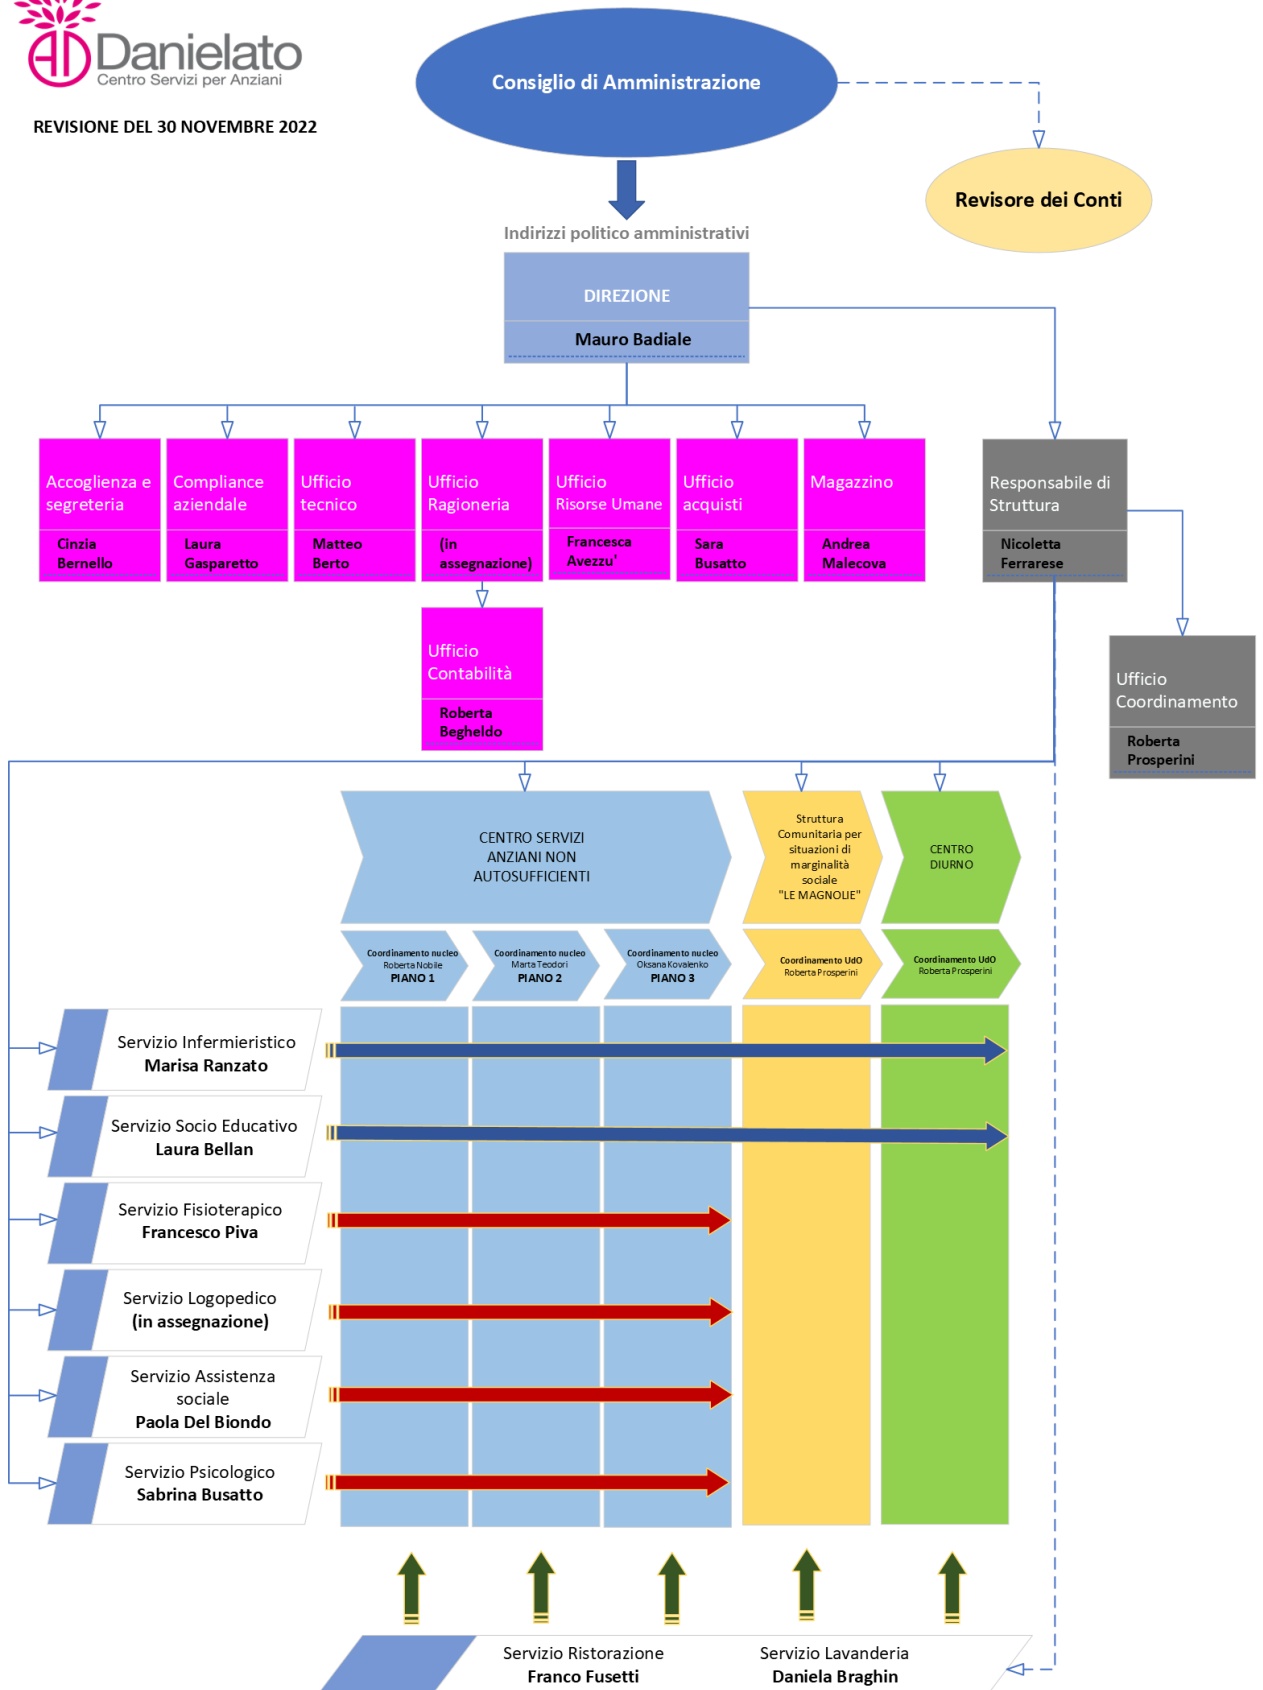 Danielato
Centro Servizi per Anziani
REVISIONE DEL 30 NOVEMBRE 2022
Consiglio di Amministrazione
Revisore dei Conti
Indirizzi politico amministrativi
DIREZIONE
Mauro Badiale
Accoglienza e
segreteria
Cinzia
Bernello
Compliance
aziendale
Laura
Gasparetto
Ufficio
tecnico
Matteo
Berto
Ufficio
Ragioneria
(in
assegnazione)
Ufficio
Risorse Umane
Francesca
Avezzu'
Ufficio
acquisti
Sara
Busatto
Magazzino
Andrea
Malecova
Responsabile di
Struttura
Nicoletta
Ferrarese
Ufficio
Contabilità
Roberta
Begheldo
Ufficio
Coordinamento
Roberta
Prosperini
CENTRO SERVIZI
ANZIANI NON
AUTOSUFFICIENTI
Struttura
Comunitaria per
situazioni di
marginalità
sociale
"LE MAGNOLIE"
CENTRO
DIURNO
Coordinamento nucleo
Roberta Nobile
PIANO 1
Coordinamento nucleo
Marta Teodori
PIANO 2
Coordinamento nucleo
Oksana Kovalenko
PIANO 3
Coordinamento UdO
Roberta Prosperini
Coordinamento UdO
Roberta Prosperini
Servizio Infermieristico
Marisa Ranzato
Servizio Socio Educativo
Laura Bellan
Servizio Fisioterapico
Francesco Piva
Servizio Logopedico
(in assegnazione)
Servizio Assistenza
sociale
Paola Del Biondo
Servizio Psicologico
Sabrina Busatto
Servizio Ristorazione
Franco Fusetti
Servizio Lavanderia
Daniela Braghin